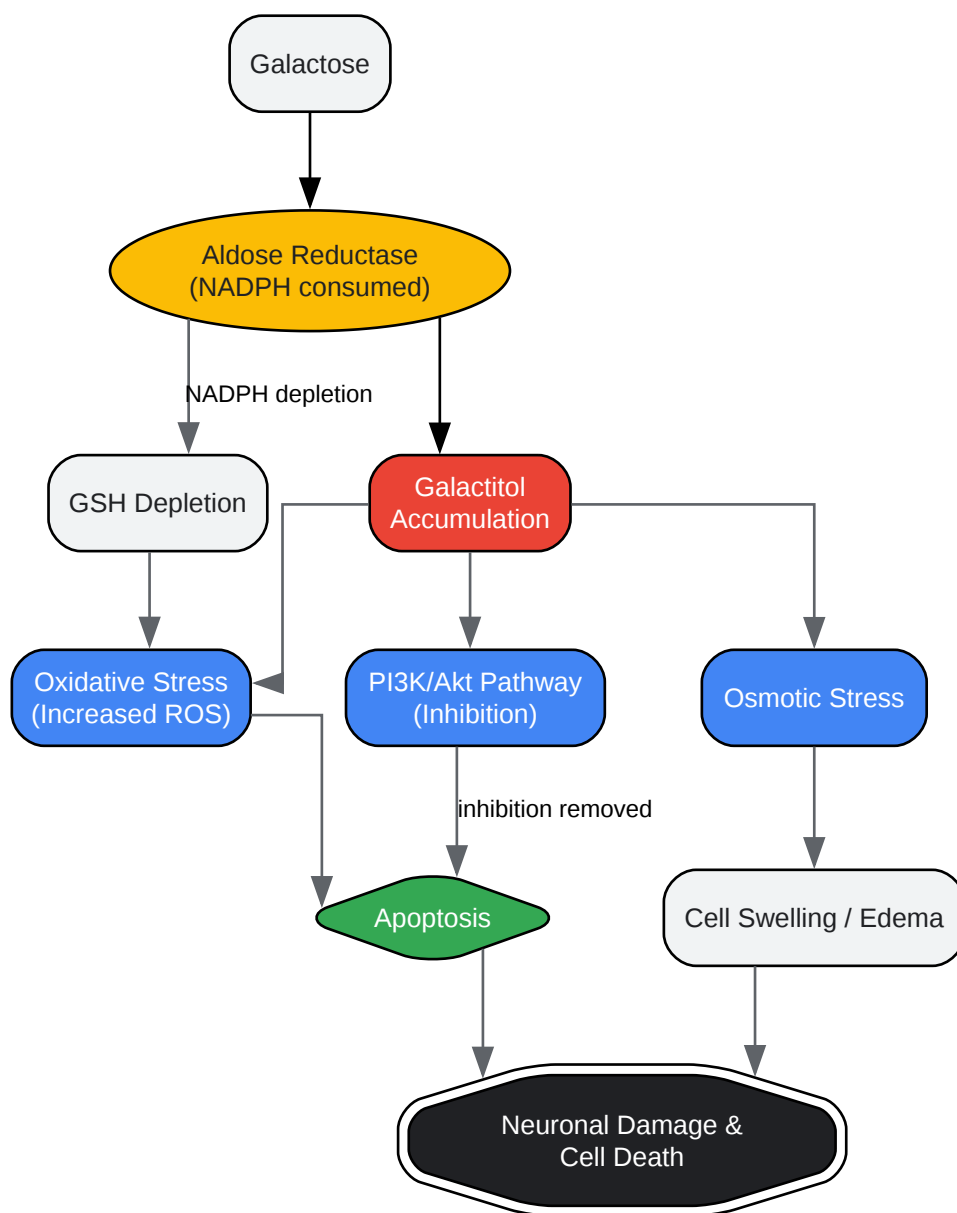 Galactose
Aldose Reductase
(NADPH consumed)
NADPH depletion
GSH Depletion
Galactitol
Accumulation
Oxidative Stress
(Increased ROS)
PI3K/Akt Pathway
(Inhibition)
Osmotic Stress
inhibition removed
Apoptosis
Cell Swelling / Edema
Neuronal Damage &
Cell Death